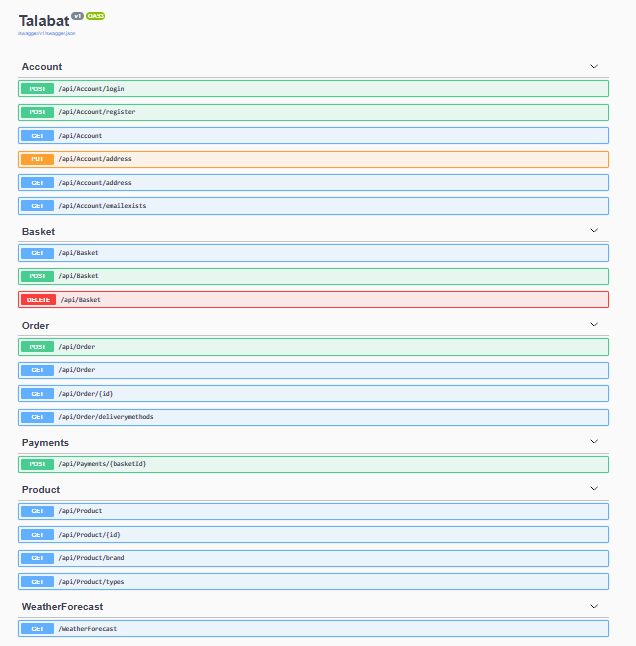 Talabat v1 OAS3
/swagger/v1/swagger.json
Account
POST /api/Account/login
POST /api/Account/register
GET /api/Account
PUT /api/Account/address
GET /api/Account/address
GET /api/Account/emailexists
Basket
GET /api/Basket
POST /api/Basket
DELETE /api/Basket
Order
POST /api/Order
GET /api/Order
GET /api/Order/{id}
GET /api/Order/deliverymethods
Payments
POST /api/Payments/{basketId}
Product
GET /api/Product
GET /api/Product/{id}
GET /api/Product/brand
GET /api/Product/types
WeatherForecast
GET /WeatherForecast